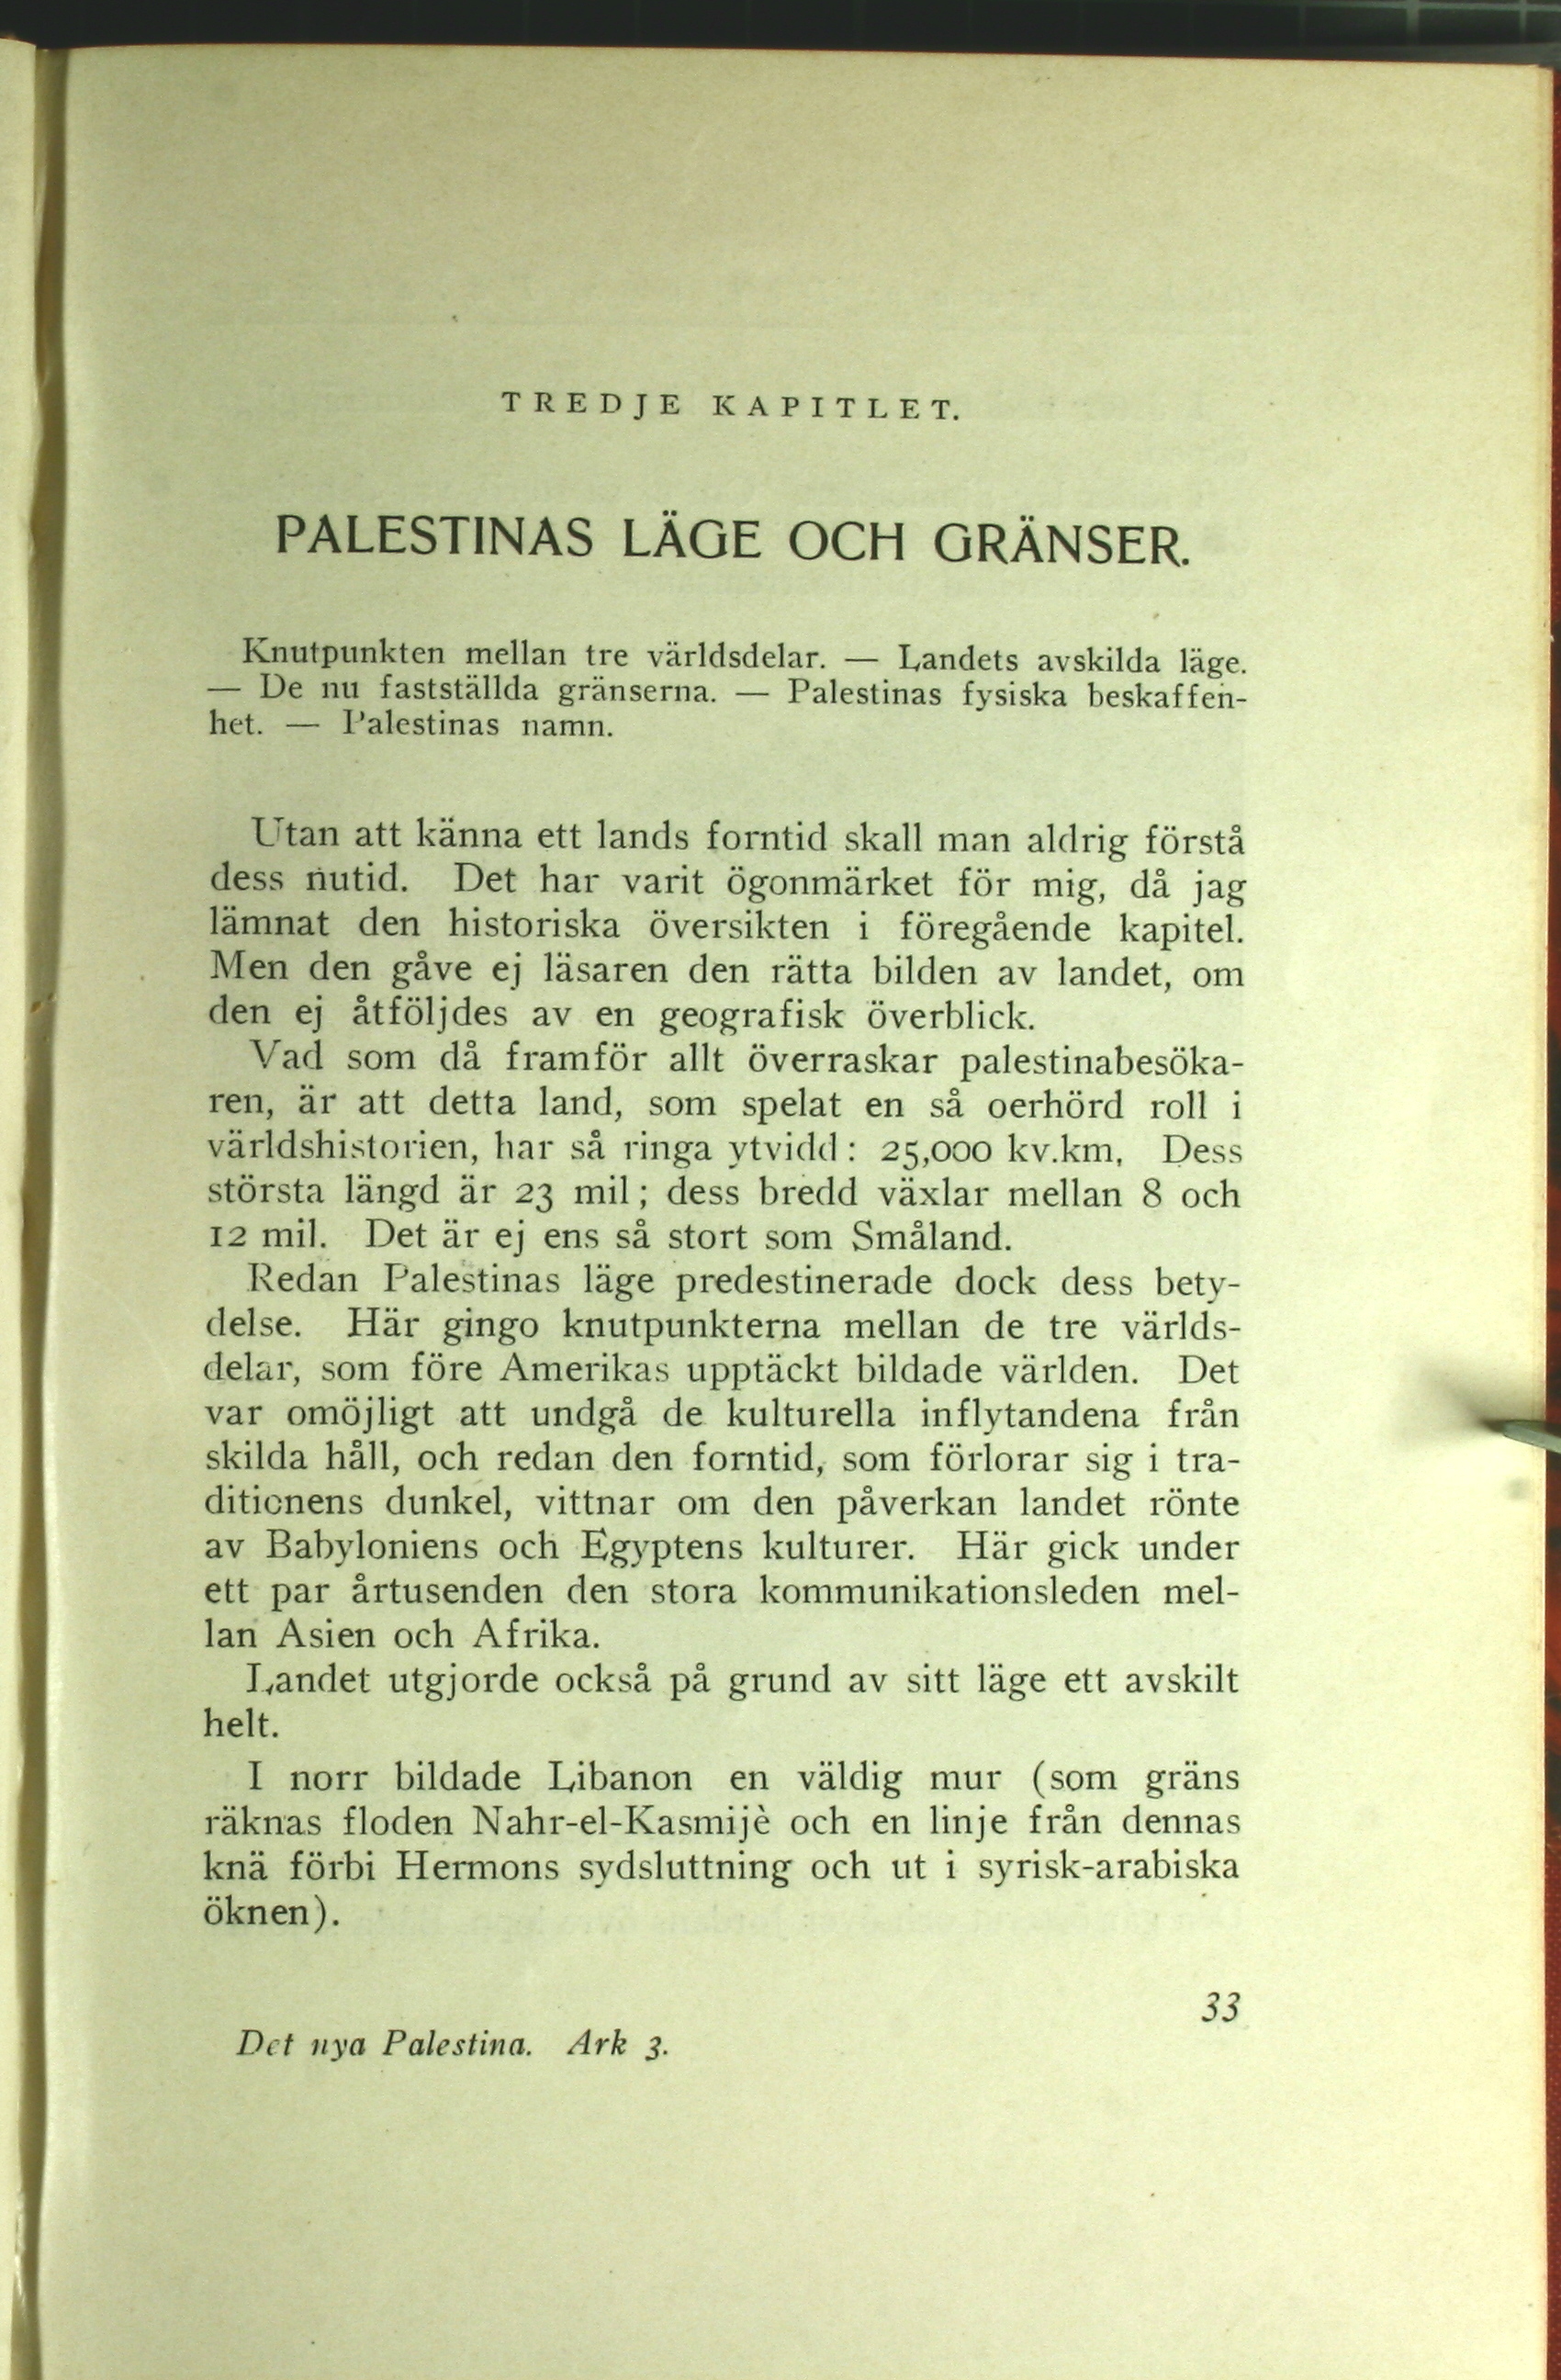 TREDJE KAPITLET.
PALESTINAS LÄGE OCH GRÄNSER.
Knutpunkten mellan tre världsdelar. — Landets avskilda läge.
— De nu fastställda gränserna. — Palestinas fysiska beskaffen-
het. — Palestinas namn.
Utan att känna ett lands forntid skall man aldrig förstå
dess nutid. Det har varit ögonmärket för mig, då jag
lämnat den historiska översikten i föregående kapitel.
Men den gåve ej läsaren den rätta bilden av landet, om
den ej åtföljdes av en geografisk överblick.
Vad som då framför allt överraskar palestinabesöka-
ren, är att detta land, som spelat en så oerhörd roll i
världshistorien, har så ringa ytvidd: 25,000 kv.km. Dess
största längd är 23 mil; dess bredd växlar mellan 8 och
12 mil. Det är ej ens så stort som Småland.
Redan Palestinas läge predestinerade dock dess bety-
delse. Här gingo knutpunkterna mellan de tre världs-
delar, som före Amerikas upptäckt bildade världen. Det
var omöjligt att undgå de kulturella inflytandena från
skilda håll, och redan den forntid, som förlorar sig i tra-
ditionens dunkel, vittnar om den påverkan landet rönte
av Babyloniens och Egyptens kulturer. Här gick under
ett par årtusenden den stora kommunikationsleden mel-
lan Asien och Afrika.
Landet utgjorde också på grund av sitt läge ett avskilt
helt.
I norr bildade Libanon en väldig mur (som gräns
räknas floden Nahr-el-Kasmijè och en linje från dennas
knä förbi Hermons sydsluttning och ut i syrisk-arabiska
öknen).
33
Det nya Palestina. Ark 3.